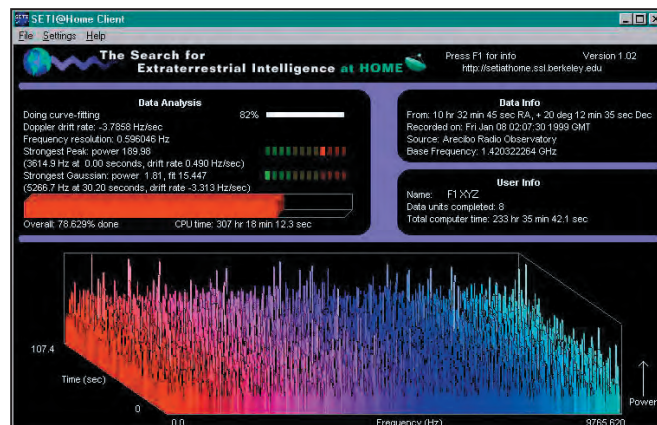 SETI@Home Client
File Settings Help
The Search for
Extraterrestrial Intelligence at HOME
Press F1 for info Version 1.02
http://setiathome.ssl.berkeley.edu
Data Analysis
Doing curve-fitting 82%
Doppler drift rate: -3.7858 Hz/sec
Frequency resolution: 0.596046 Hz
Strongest Peak: power 189.98
(3614.9 Hz at 0.00 seconds, drift rate 0.490 Hz/sec)
Strongest Gaussian: power 1.81, fit 15.447
(5266.7 Hz at 30.20 seconds, drift rate -3.313 Hz/sec)
Overall: 78.629% done CPU time: 307 hr 18 min 12.3 sec
Data Info
From: 10 hr 32 min 45 sec RA, + 20 deg 12 min 35 sec Dec
Recorded on: Fri Jan 08 02:07:30 1999 GMT
Source: Arecibo Radio Observatory
Base Frequency: 1.420322264 GHz
User Info
Name: F1XYZ
Data units completed: 8
Total computer time: 233 hr 35 min 42.1 sec
107.4
Time (sec)
0
0.0
Frequency (Hz)
9765.620
Power